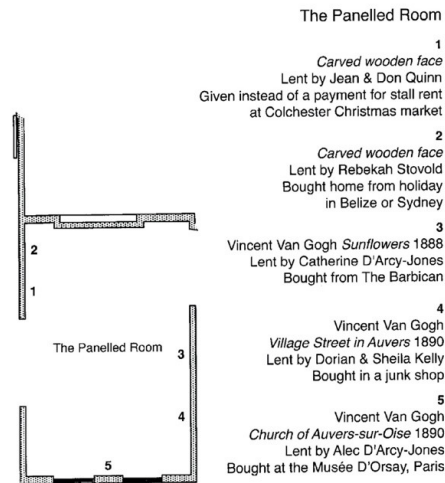 The Panelled Room
1
Carved wooden face
Lent by Jean & Don Quinn
Given instead of a payment for stall rent
at Colchester Christmas market
2
Carved wooden face
Lent by Rebekah Stovold
Bought home from holiday
in Belize or Sydney
3
Vincent Van Gogh Sunflowers 1888
Lent by Catherine D'Arcy-Jones
Bought from The Barbican
4
Vincent Van Gogh
Village Street in Auvers 1890
Lent by Dorian & Sheila Kelly
Bought in a junk shop
5
Vincent Van Gogh
Church of Auvers-sur-Oise 1890
Lent by Alec D'Arcy-Jones
Bought at the Musée D'Orsay, Paris
2
1
The Panelled Room
3
4
5